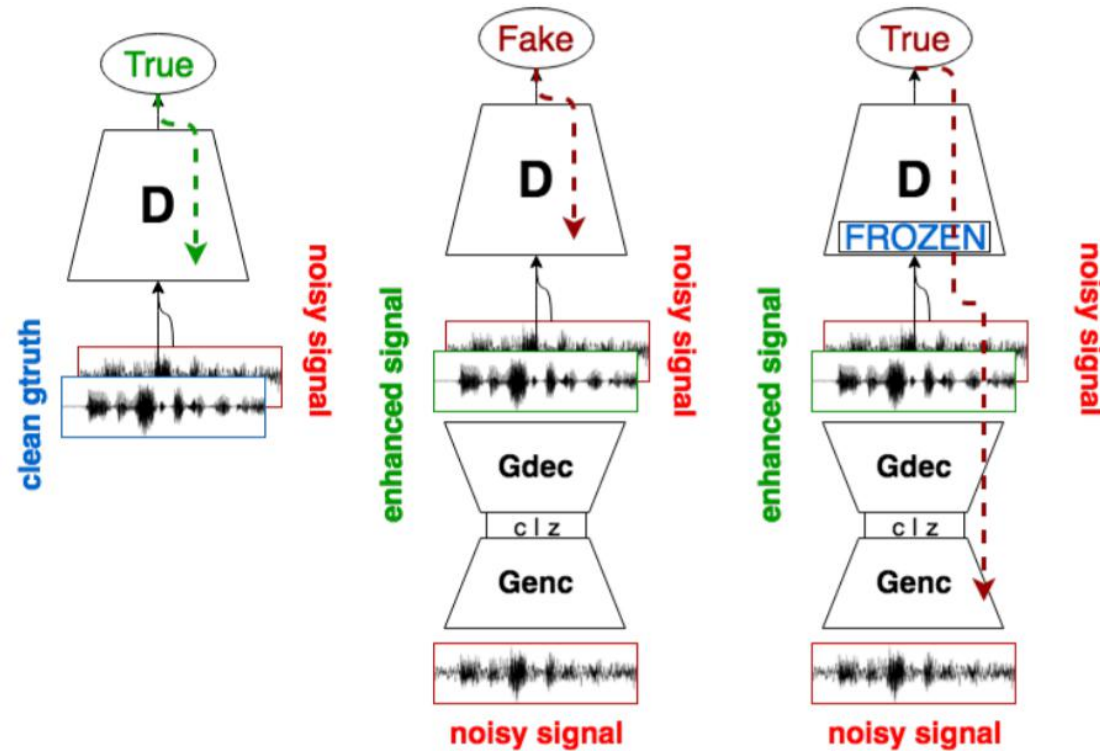 True
D
clean gtruth
noisy signal
Fake
D
enhanced signal
noisy signal
Gdec
c | z
Genc
noisy signal
True
D
FROZEN
enhanced signal
noisy signal
Gdec
c | z
Genc
noisy signal